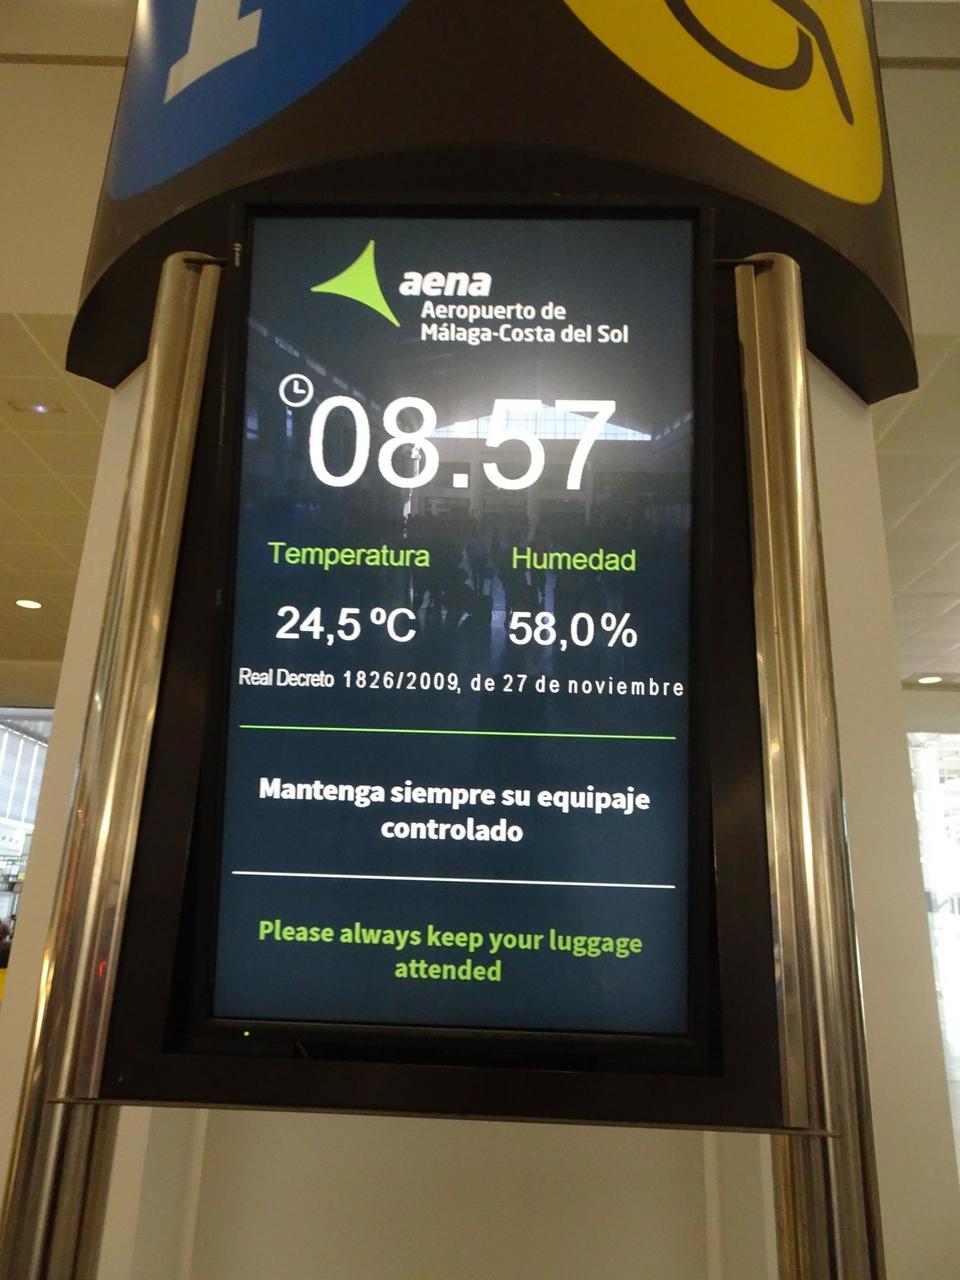 aena
Aeropuerto de
Málaga-Costa del Sol
08.57
Temperatura Humedad
24,5 ºC 58,0 %
Real Decreto 1826/2009, de 27 de noviembre
Mantenga siempre su equipaje
controlado
Please always keep your luggage
attended